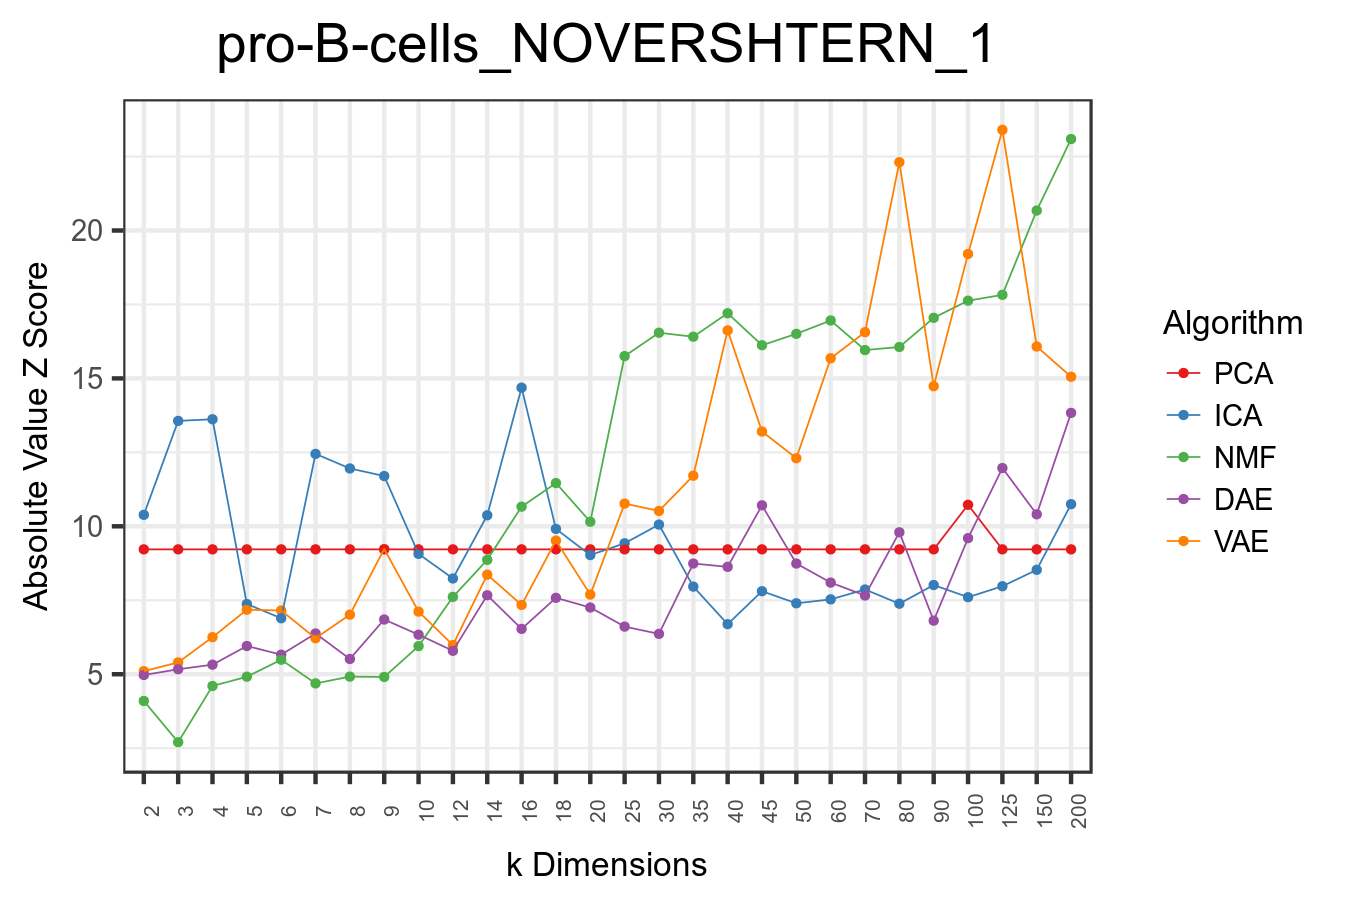 pro-B-cells_NOVERSHTERN_1
Absolute Value Z Score
20
15
10
5
2 3 4 5 6 7 8 9 10 12 14 16 18 20 25 30 35 40 45 50 60 70 80 90 100 125 150 200
k Dimensions
Algorithm
PCA
ICA
NMF
DAE
VAE